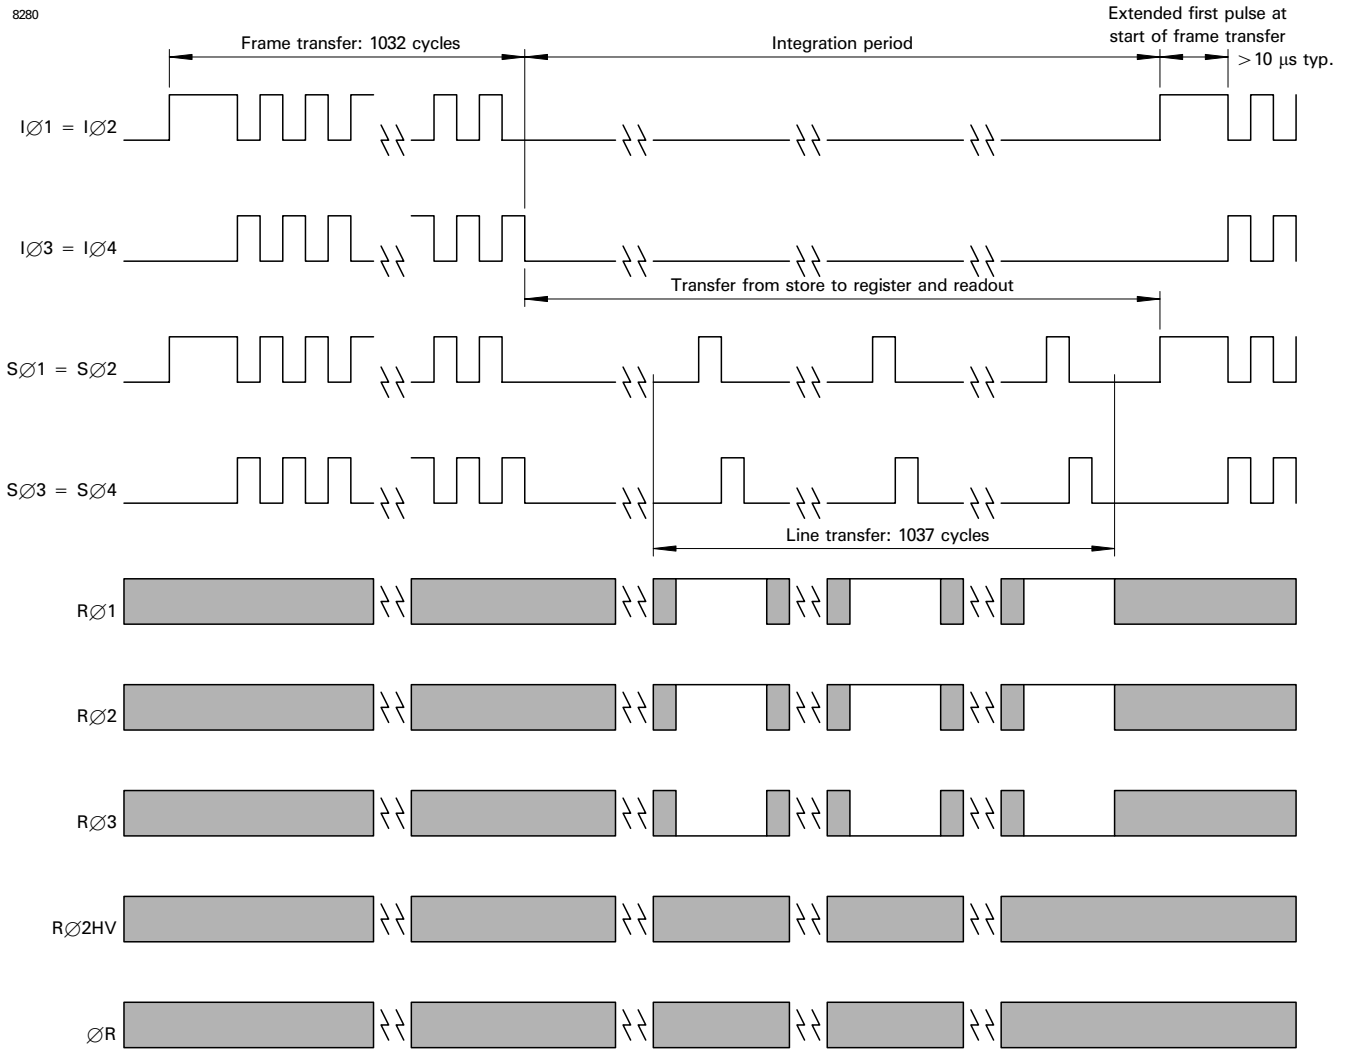 8280
Extended first pulse at
start of frame transfer
Frame transfer: 1032 cycles
Integration period
>10 μs typ.
I∅1 = I∅2
I∅3 = I∅4
Transfer from store to register and readout
S∅1 = S∅2
S∅3 = S∅4
Line transfer: 1037 cycles
R∅1
R∅2
R∅3
R∅2HV
∅R